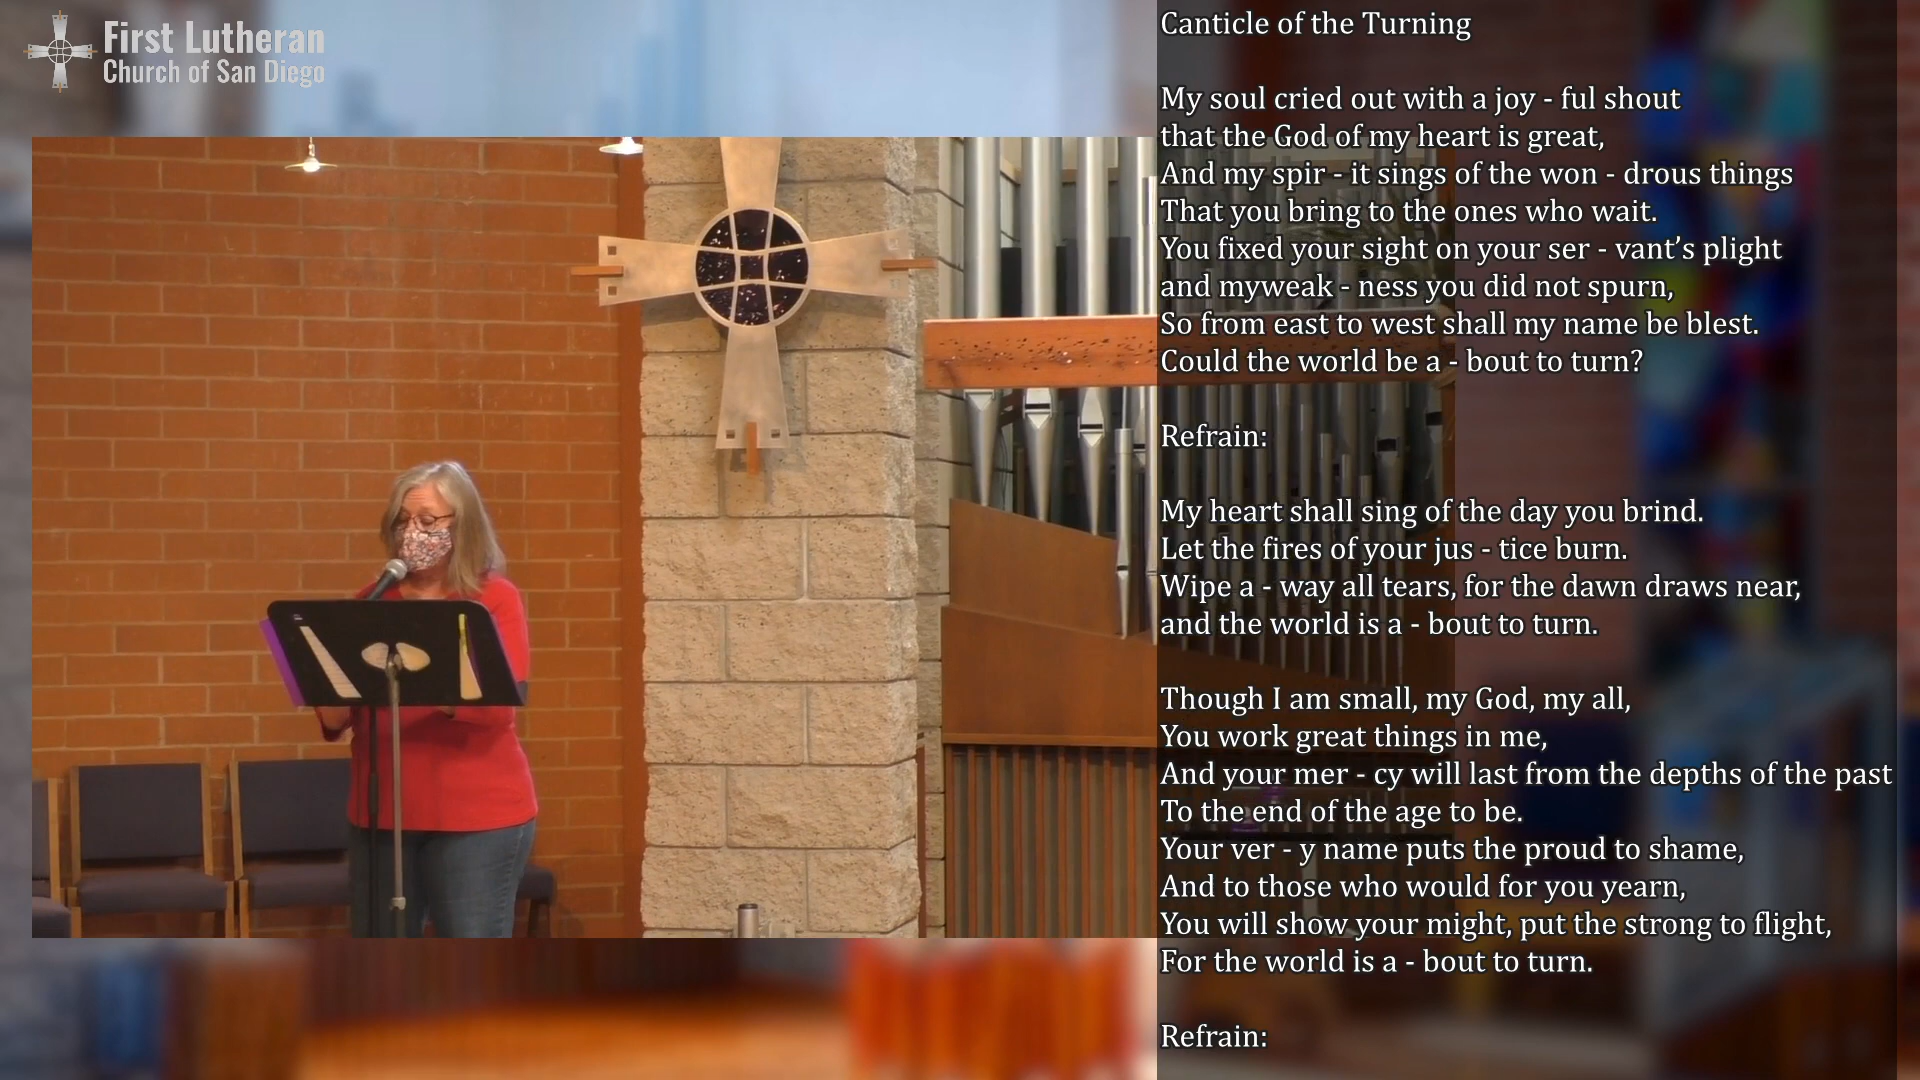 First Lutheran
Church of San Diego
Canticle of the Turning
My soul cried out with a joy - ful shout
that the God of my heart is great,
And my spir - it sings of the won - drous things
That you bring to the ones who wait.
You fixed your sight on your ser - vant’s plight
and myweak - ness you did not spurn,
So from east to west shall my name be blest.
Could the world be a - bout to turn?
Refrain:
My heart shall sing of the day you brind.
Let the fires of your jus - tice burn.
Wipe a - way all tears, for the dawn draws near,
and the world is a - bout to turn.
Though I am small, my God, my all,
You work great things in me,
And your mer - cy will last from the depths of the past
To the end of the age to be.
Your ver - y name puts the proud to shame,
And to those who would for you yearn,
You will show your might, put the strong to flight,
For the world is a - bout to turn.
Refrain: